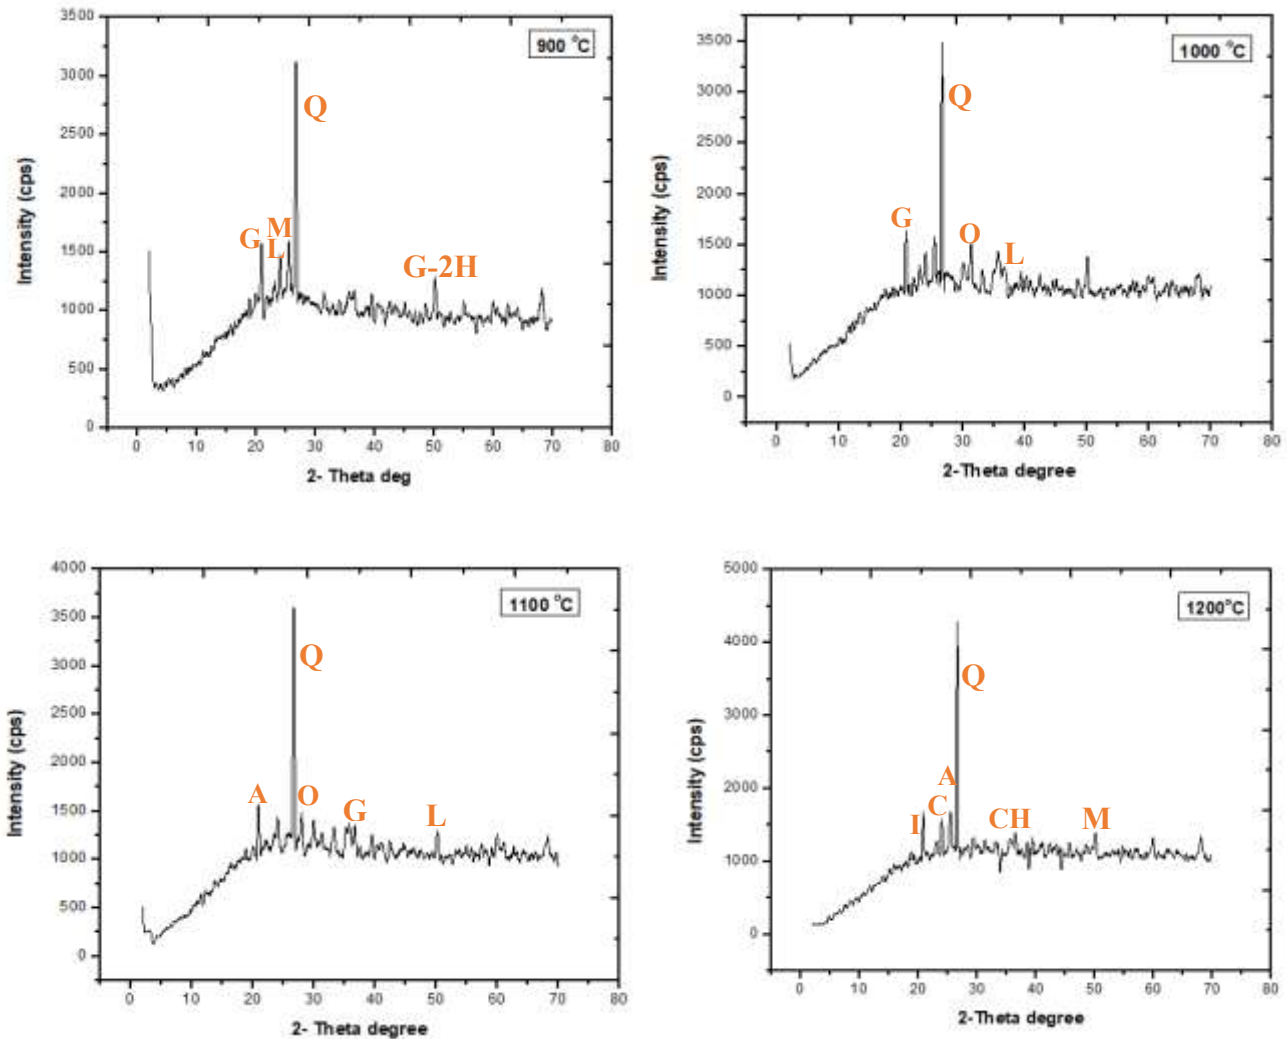 3500
3000
2500
2000
1500
1000
500
0
Intensity (cps)
900 °C
Q
M
G
L
G-2H
0 10 20 30 40 50 60 70 80
2- Theta deg
3500
3000
2500
2000
1500
1000
500
0
Intensity (cps)
1000 °C
Q
G
O
L
0 10 20 30 40 50 60 70 80
2-Theta degree
4000
3500
3000
2500
2000
1500
1000
500
0
Intensity (cps)
1100 °C
Q
A
O
G
L
0 10 20 30 40 50 60 70 80
2- Theta degree
5000
4000
3000
2000
1000
0
Intensity (cps)
1200°C
Q
A
C
I
CH
M
0 10 20 30 40 50 60 70 80
2-Theta degree